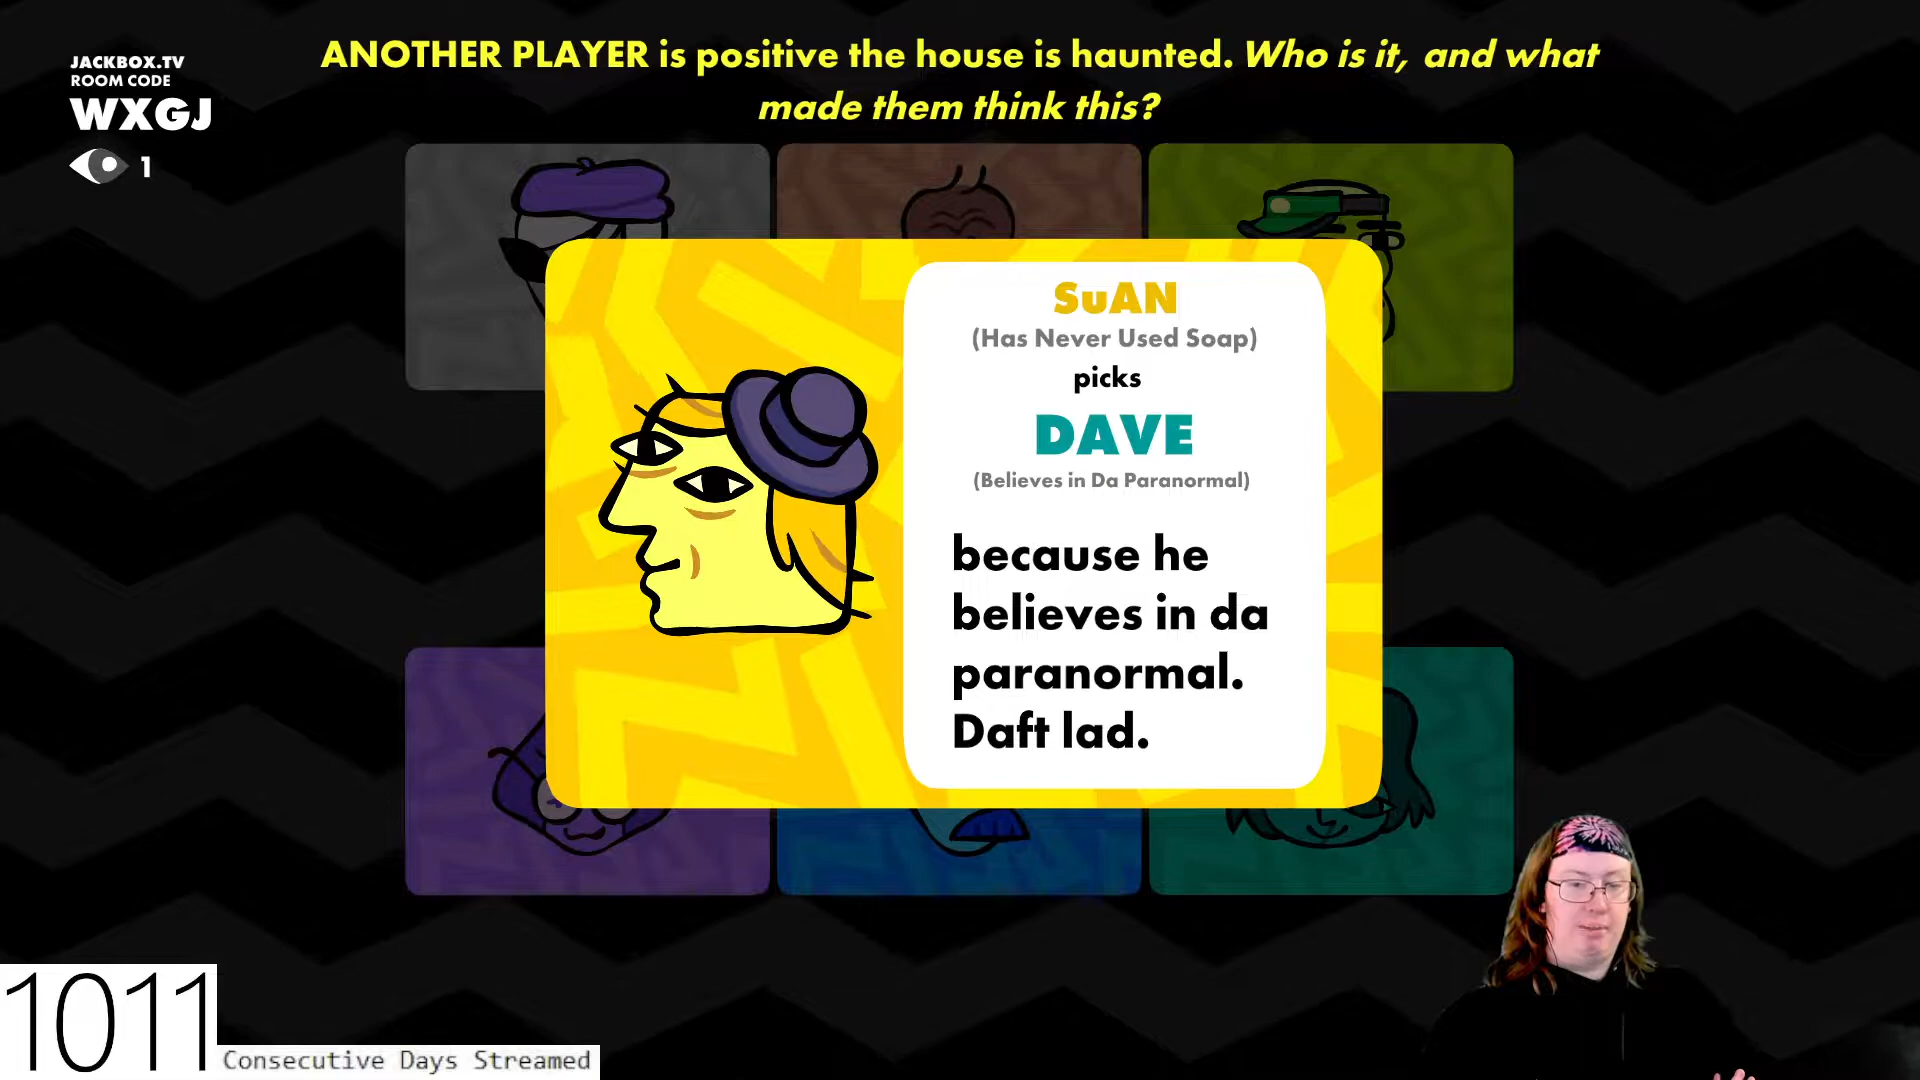 ANOTHER PLAYER is positive the house is haunted. Who is it, and what
made them think this?
JACKBOX.TV
ROOM CODE
WXGJ
1
SuAN
(Has Never Used Soap)
picks
DAVE
(Believes in Da Paranormal)
because he
believes in da
paranormal.
Daft lad.
1011
Consecutive Days Streamed